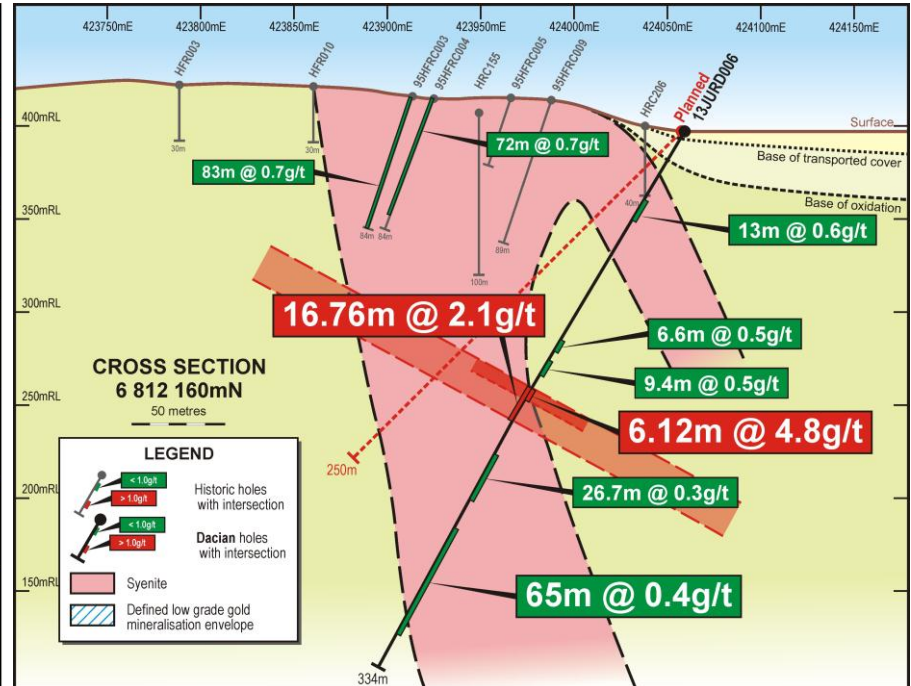 423750mE 423800mE 423850mE 423900mE 423950mE 424000mE 424050mE 424100mE 424150mE
HFR003
HFR010
95HFRC003
95HFRC004
HRC155
95HFRC005
95HFRC009
HRC206
Planned
13JURD006
Surface
400mRL
Base of transported cover
Base of oxidation
30m
30m
72m @ 0.7g/t
83m @ 0.7g/t
40m
350mRL
84m
84m
89m
100m
13m @ 0.6g/t
300mRL
16.76m @ 2.1g/t
6.6m @ 0.5g/t
9.4m @ 0.5g/t
CROSS SECTION
6 812 160mN
50 metres
250mRL
6.12m @ 4.8g/t
250m
200mRL
26.7m @ 0.3g/t
150mRL
65m @ 0.4g/t
334m
LEGEND
< 1.0g/t
> 1.0g/t
Historic holes
with intersection
< 1.0g/t
> 1.0g/t
Dacian holes
with intersection
Syenite
Defined low grade gold
mineralisation envelope